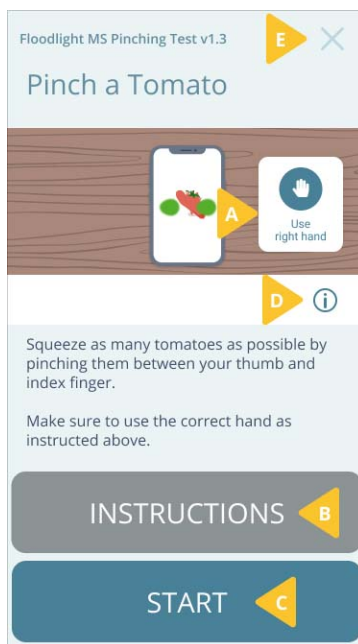 Floodlight MS Pinching Test v1.3
E
Pinch a Tomato
A
Use
right hand
D
i
Squeeze as many tomatoes as possible by
pinching them between your thumb and
index finger.
Make sure to use the correct hand as
instructed above.
INSTRUCTIONS
B
START
C